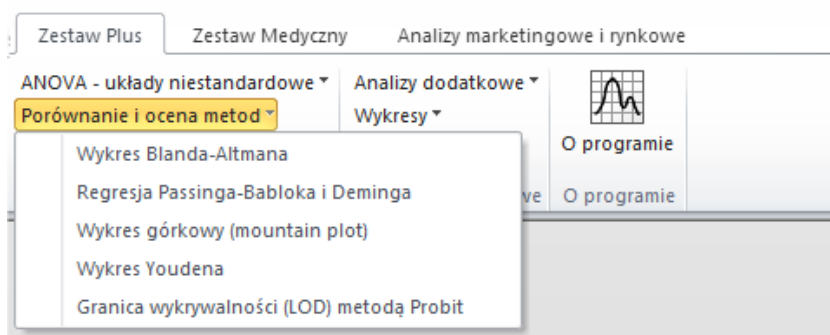 Zestaw Plus
Zestaw Medyczny
Analizy marketingowe i rynkowe
ANOVA - układy niestandardowe
Analizy dodatkowe
Porównanie i ocena metod
Wykresy
O programie
Wykres Blanda-Altmana
Regresja Passinga-Babloka i Deminga
Wykres górkowy (mountain plot)
Wykres Youdena
Granica wykrywalności (LOD) metodą Probit
we
O programie